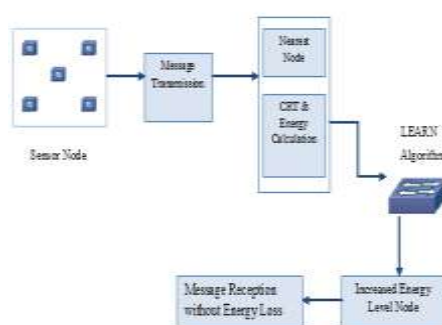 Sensor Node
Message
Transmission
Nearest
Node
CRT &
Energy
Calculation
LEARN
Algorithm
Increased Energy
Level Node
Message Reception
without Energy Loss